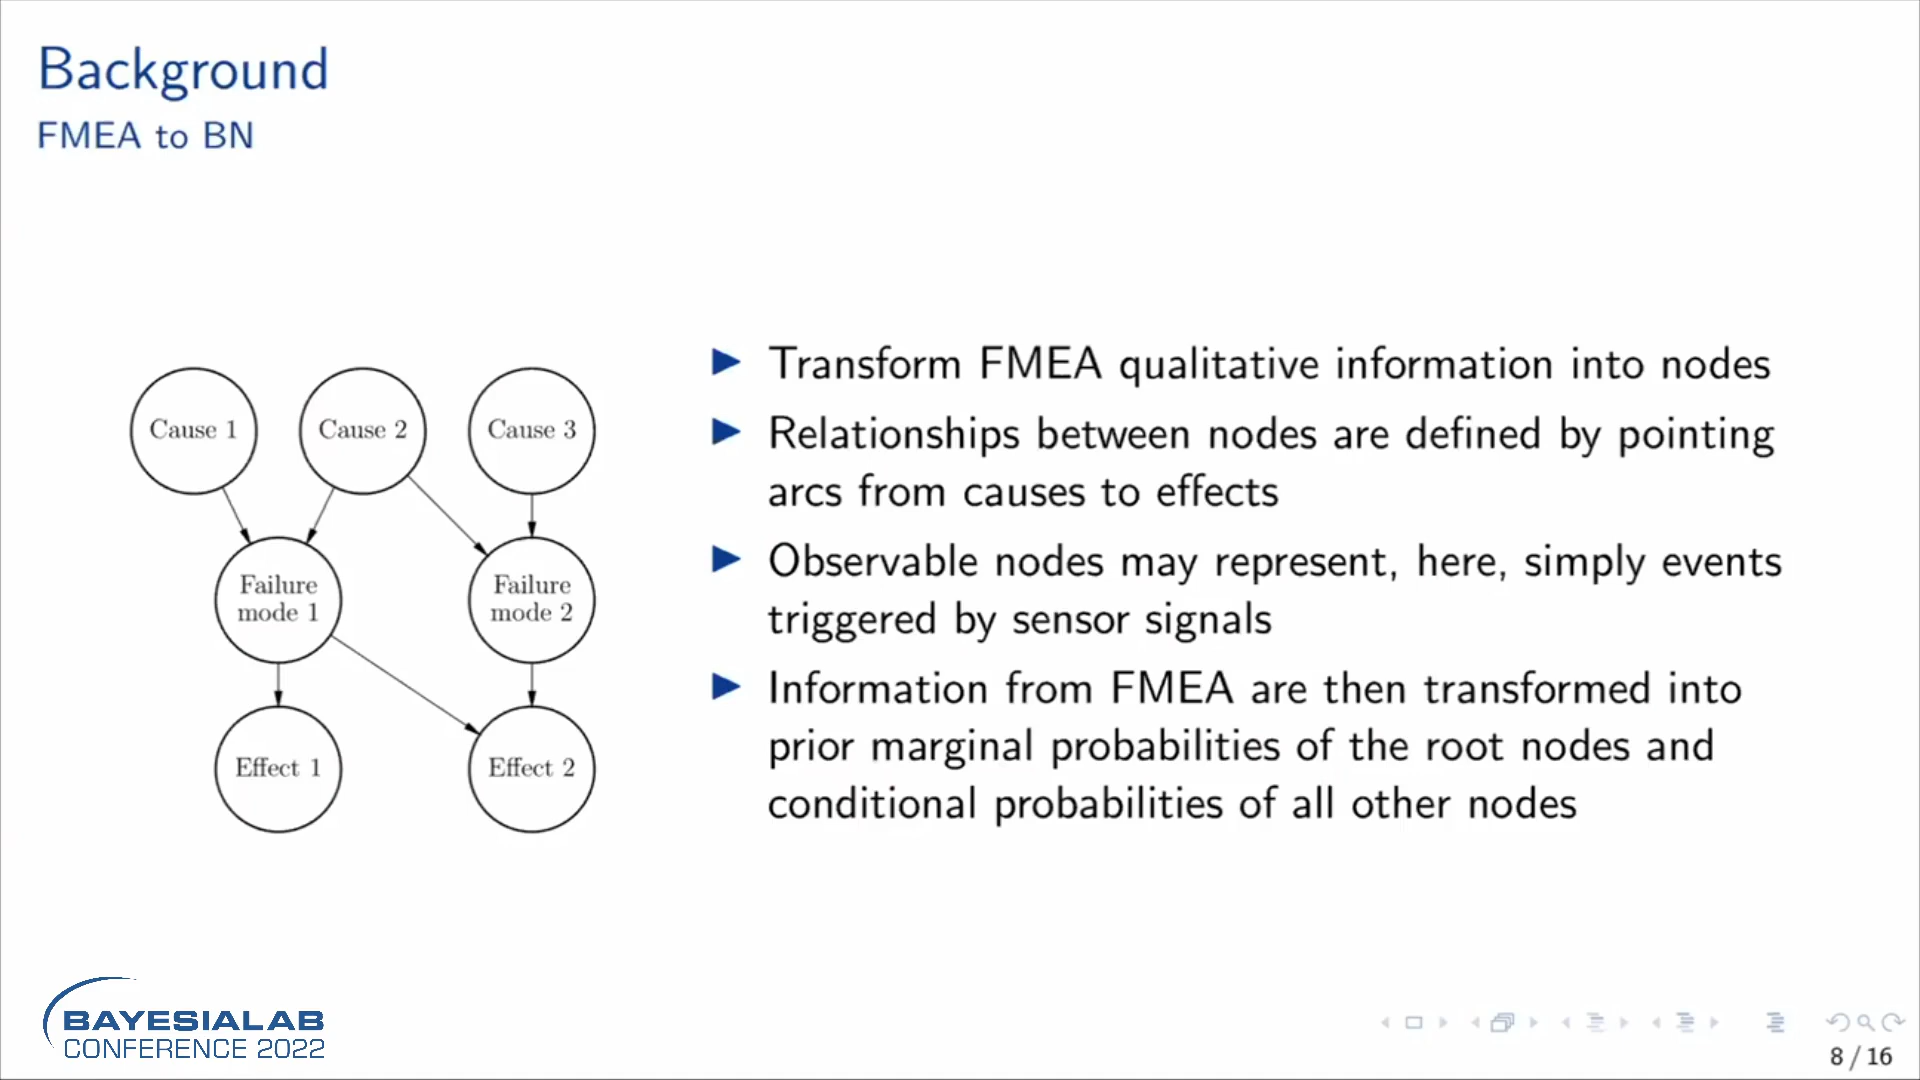 Background
FMEA to BN
Cause 1
Cause 2
Cause 3
Failure
mode 1
Failure
mode 2
Effect 1
Effect 2
Transform FMEA qualitative information into nodes
Relationships between nodes are defined by pointing
arcs from causes to effects
Observable nodes may represent, here, simply events
triggered by sensor signals
Information from FMEA are then transformed into
prior marginal probabilities of the root nodes and
conditional probabilities of all other nodes
BAYESIALAB
CONFERENCE 2022
8 / 16